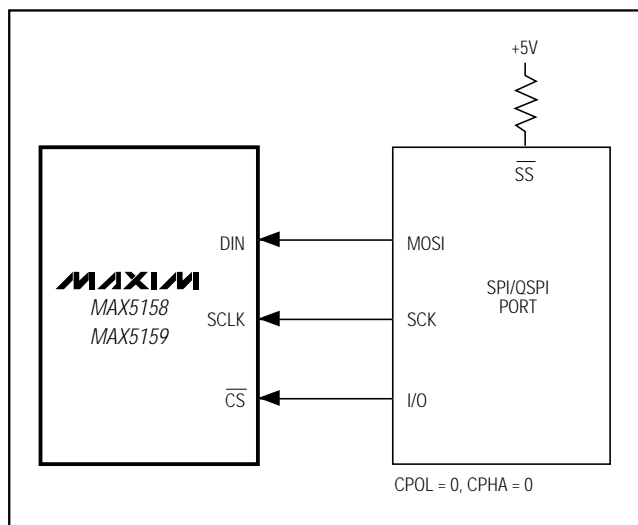 +5V
SS
DIN
MOSI
MAXIM
MAX5158
MAX5159
SPI/QSPI
PORT
SCLK
SCK
CS
I/O
CPOL = 0, CPHA = 0